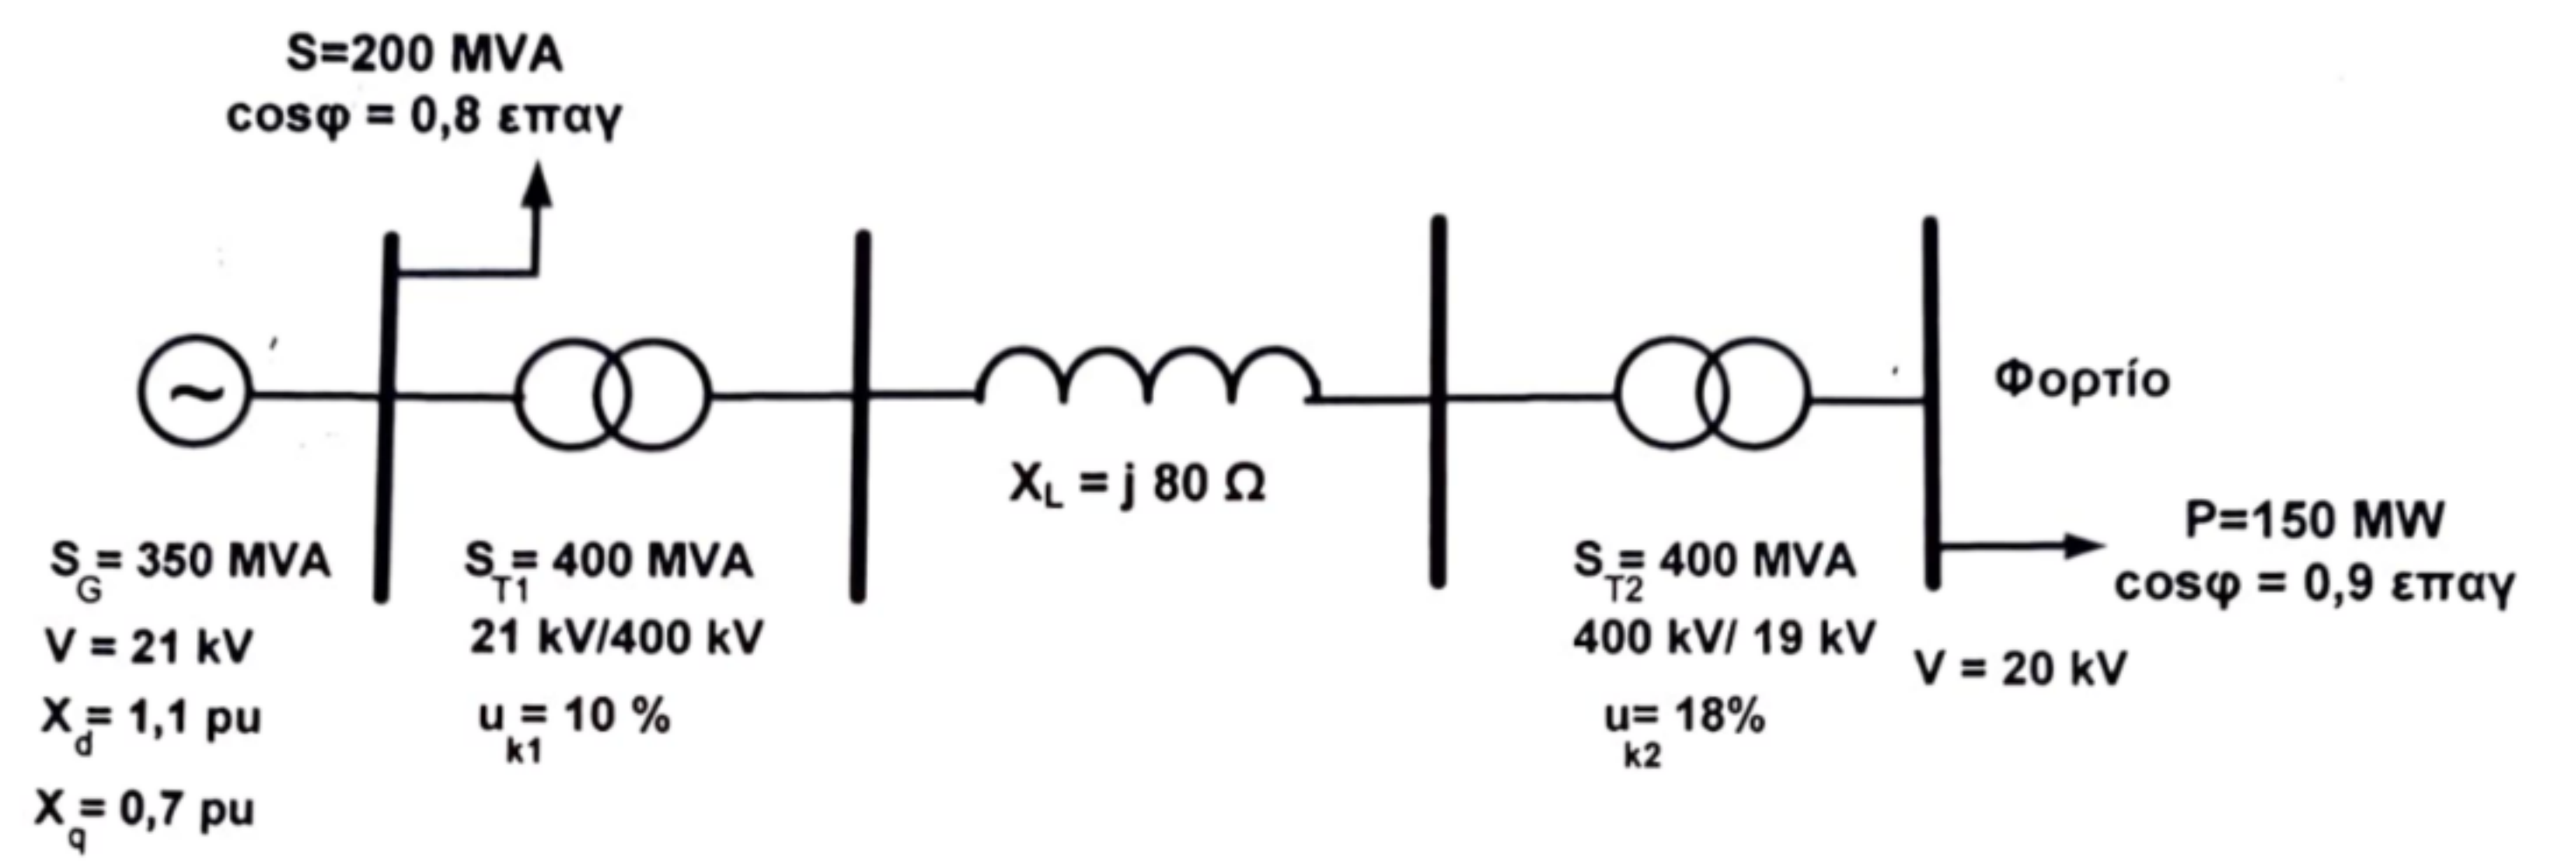 S=200 MVA
cosφ = 0,8 επαγ
~
Φορτίο
X_L = j 80 Ω
P=150 MW
cosφ = 0,9 επαγ
S_G= 350 MVA
V = 21 kV
X_d= 1,1 pu
X_q= 0,7 pu
S_T1= 400 MVA
21 kV/400 kV
u_k1= 10 %
S_T2= 400 MVA
400 kV/ 19 kV
u_k2= 18%
V = 20 kV